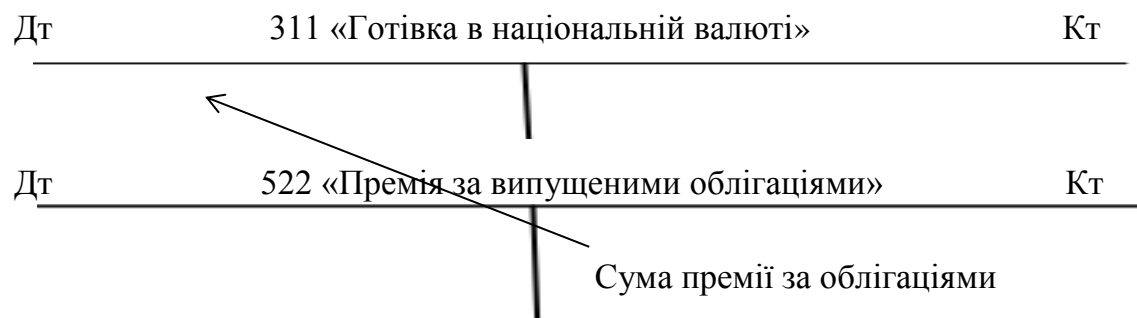 Дт 311 «Готівка в національній валюті» Кт
Дт 522 «Премія за випущеними облігаціями» Кт
Сума премії за облігаціями